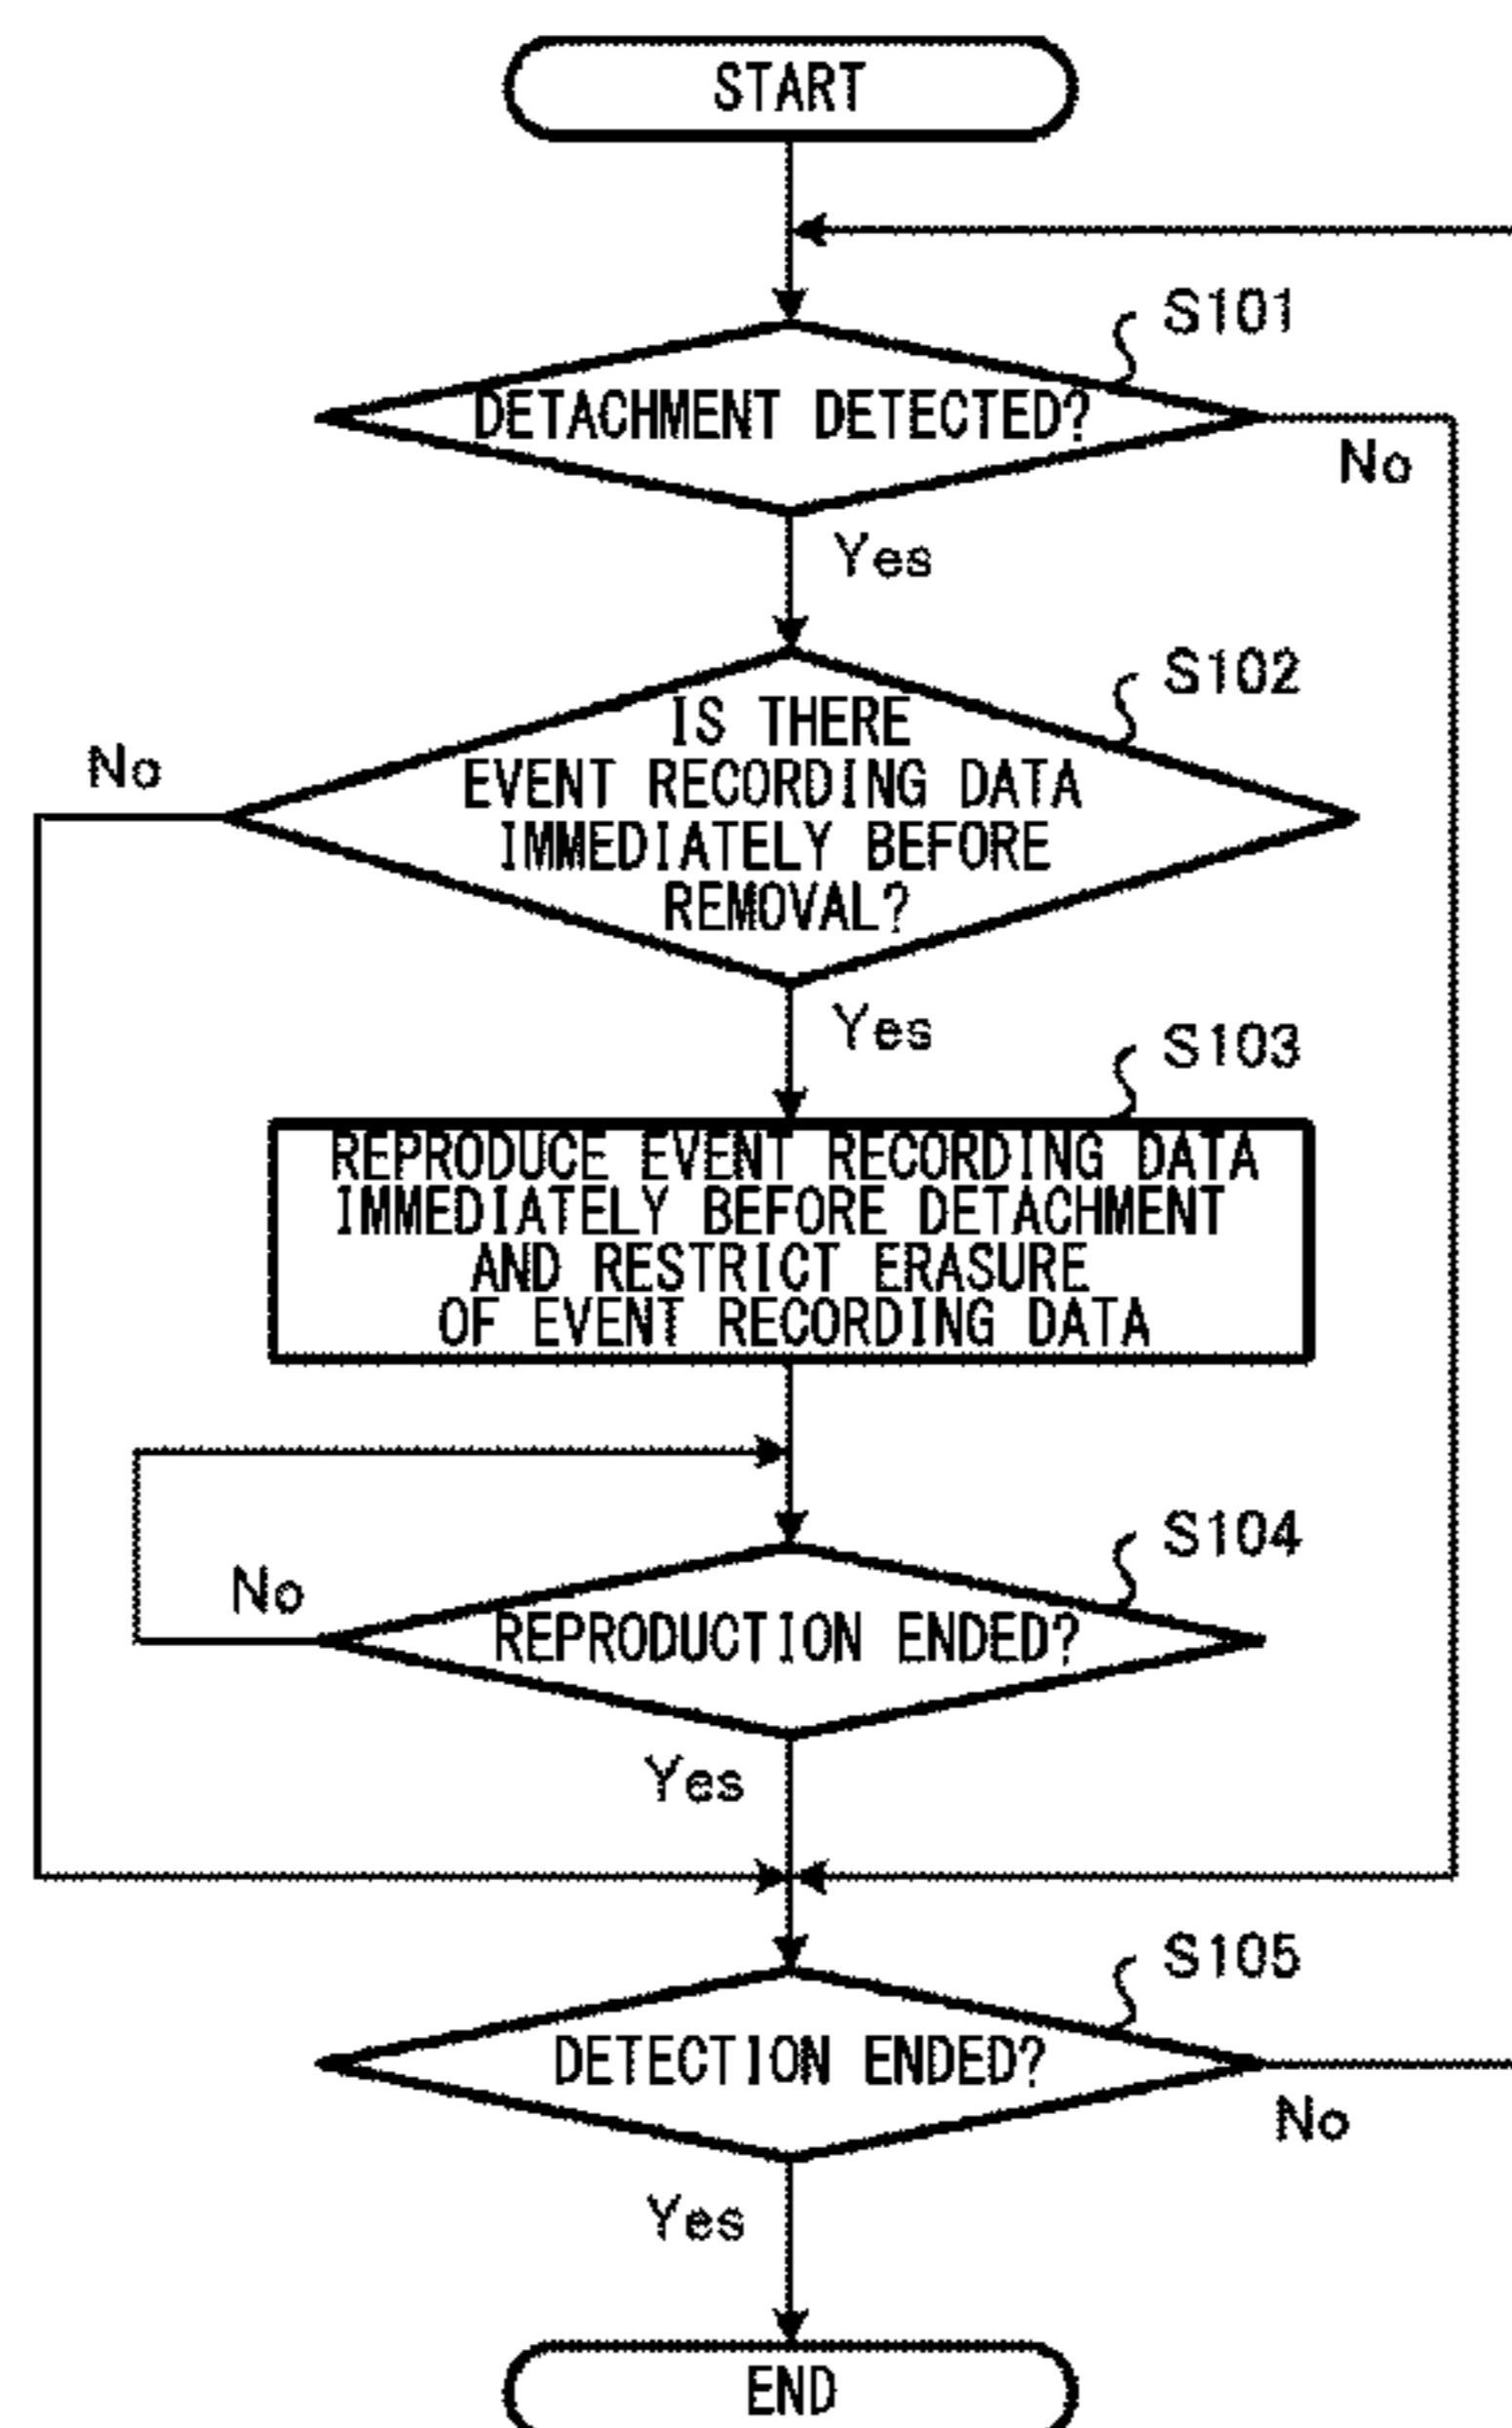 START
S101
DETACHMENT DETECTED?
No
Yes
S102
IS THERE
EVENT RECORDING DATA
IMMEDIATELY BEFORE
REMOVAL?
No
Yes
S103
REPRODUCE EVENT RECORDING DATA
IMMEDIATELY BEFORE DETACHMENT
AND RESTRICT ERASURE
OF EVENT RECORDING DATA
S104
No
REPRODUCTION ENDED?
Yes
S105
DETECTION ENDED?
No
Yes
END